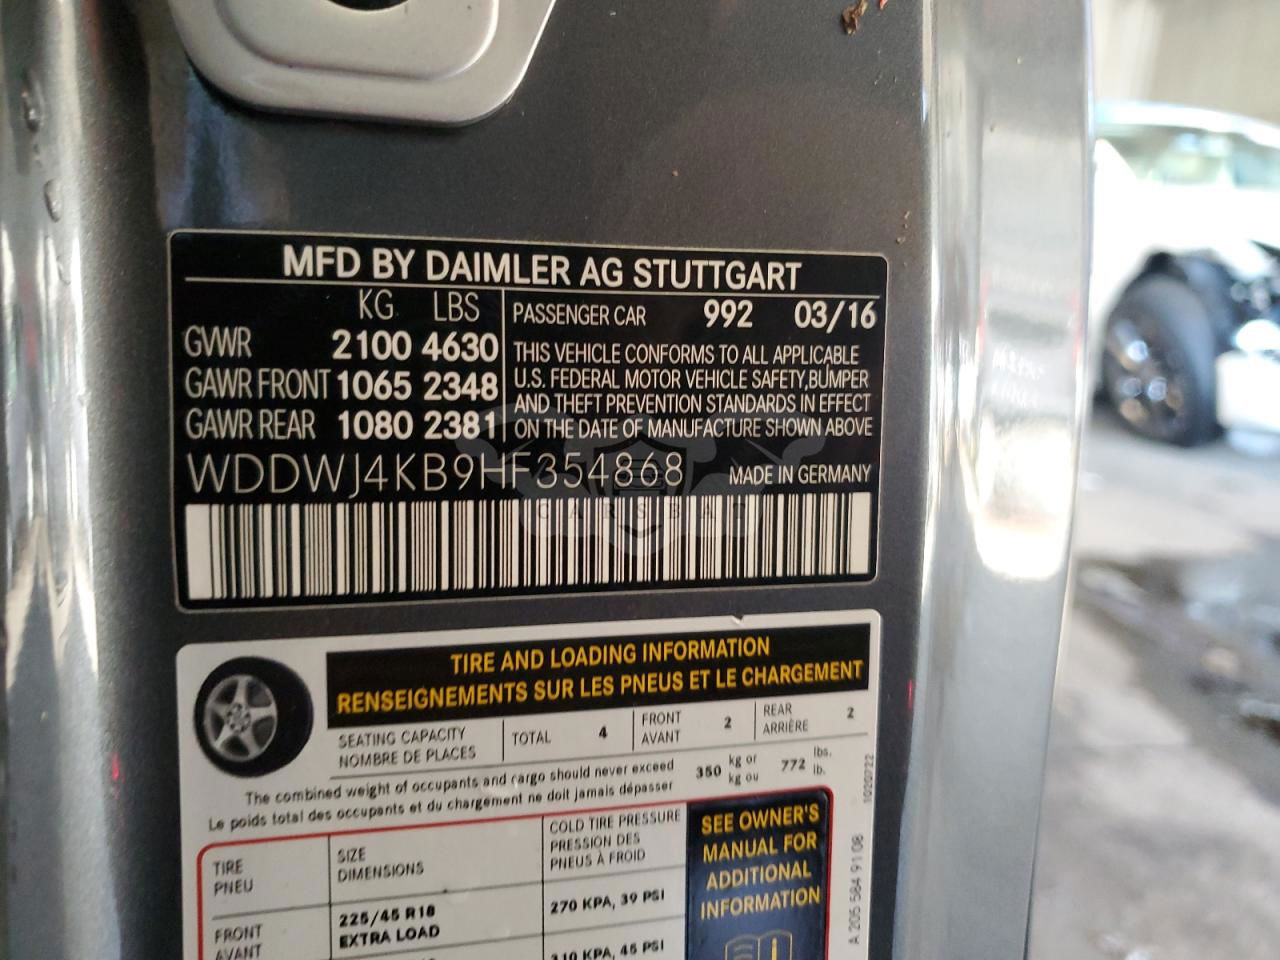 MFD BY DAIMLER AG STUTTGART
KG LBS
GVWR 2100 4630
GAWR FRONT 1065 2348
GAWR REAR 1080 2381
PASSENGER CAR 992 03/16
THIS VEHICLE CONFORMS TO ALL APPLICABLE
U.S. FEDERAL MOTOR VEHICLE SAFETY,BUMPER
AND THEFT PREVENTION STANDARDS IN EFFECT
ON THE DATE OF MANUFACTURE SHOWN ABOVE
WDDWJ4KB9HF354868 MADE IN GERMANY
CARSBAT
TIRE AND LOADING INFORMATION
RENSEIGNEMENTS SUR LES PNEUS ET LE CHARGEMENT
SEATING CAPACITY
NOMBRE DE PLACES
TOTAL 4
FRONT
AVANT
2
REAR
ARRIÈRE
2
The combined weight of occupants and cargo should never exceed
Le poids total des occupants et du chargement ne doit jamais dépasser
350 kg or
kg ou
772 lbs.
lb.
TIRE
PNEU
SIZE
DIMENSIONS
COLD TIRE PRESSURE
PRESSION DES
PNEUS À FROID
FRONT
AVANT
225/45 R18
EXTRA LOAD
270 KPA, 39 PSI
310 KPA, 45 PSI
SEE OWNER'S
MANUAL FOR
ADDITIONAL
INFORMATION
1020722
A 205 584 91 08